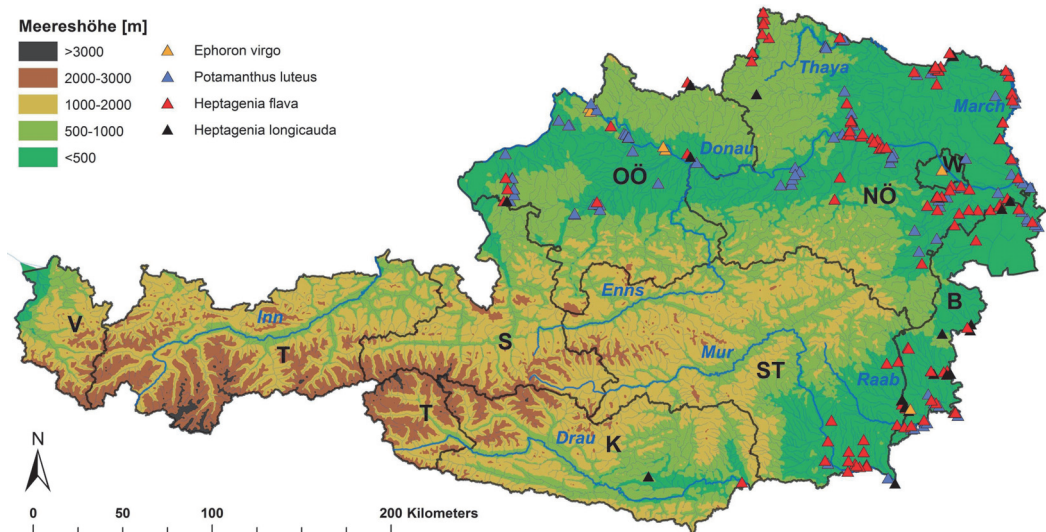 Meereshöhe [m]
>3000
2000-3000
1000-2000
500-1000
<500
Ephoron virgo
Potamanthus luteus
Heptagenia flava
Heptagenia longicauda
Thaya
March
Donau
OÖ
NÖ
W
Enns
Inn
V
T
S
B
Mur
ST
Raab
T
Drau
K
N
0 50 100 200 Kilometers